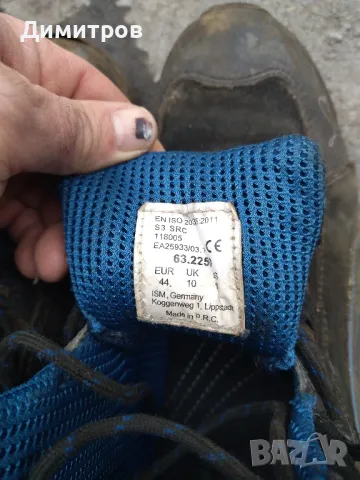 Димитров
EN ISO 2011
S3 SRC
118005
EA25933/03. CE
63.225
EUR UK
44. 10
ISM, Germany
Koggenweg 1, Lippstadt
Made in P.R.C.
BAZAR